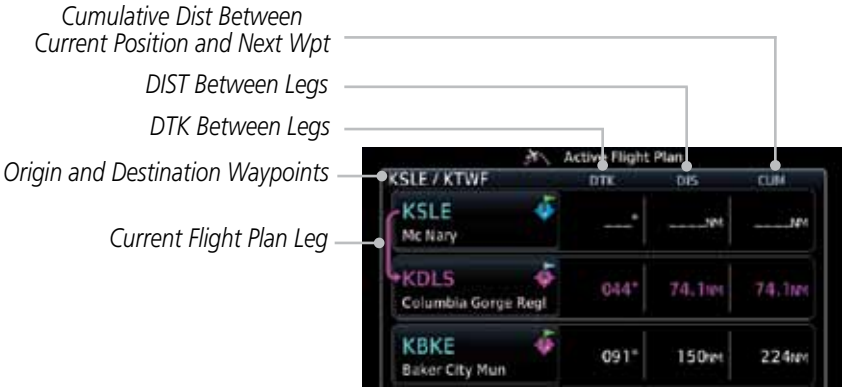 Cumulative Dist Between
Current Position and Next Wpt
DIST Between Legs
DTK Between Legs
Origin and Destination Waypoints
Current Flight Plan Leg
Active Flight Plan
KSLE / KTWF DTK DIS CUM
KSLE ___° ____NM ____NM
Mc Nary
KDLS 044° 74.1NM 74.1NM
Columbia Gorge Regl
KBKE 091° 150NM 224NM
Baker City Mun